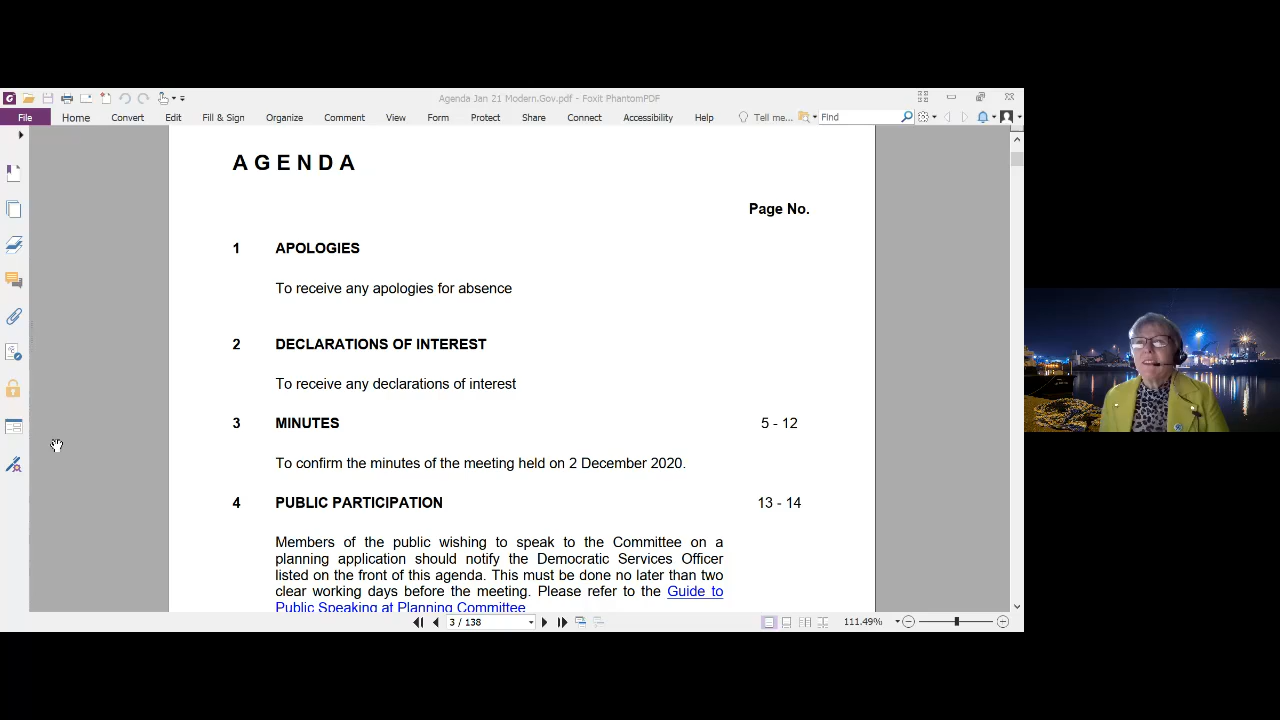 Agenda Jan 21 Modern.Gov.pdf - Foxit PhantomPDF
File Home Convert Edit Fill & Sign Organize Comment View Form Protect Share Connect Accessibility Help Tell me... Find
AGENDA
Page No.
1 APOLOGIES
To receive any apologies for absence
2 DECLARATIONS OF INTEREST
To receive any declarations of interest
3 MINUTES 5 - 12
To confirm the minutes of the meeting held on 2 December 2020.
4 PUBLIC PARTICIPATION 13 - 14
Members of the public wishing to speak to the Committee on a
planning application should notify the Democratic Services Officer
listed on the front of this agenda. This must be done no later than two
clear working days before the meeting. Please refer to the Guide to
Public Speaking at Planning Committee
3 / 138 111.49%